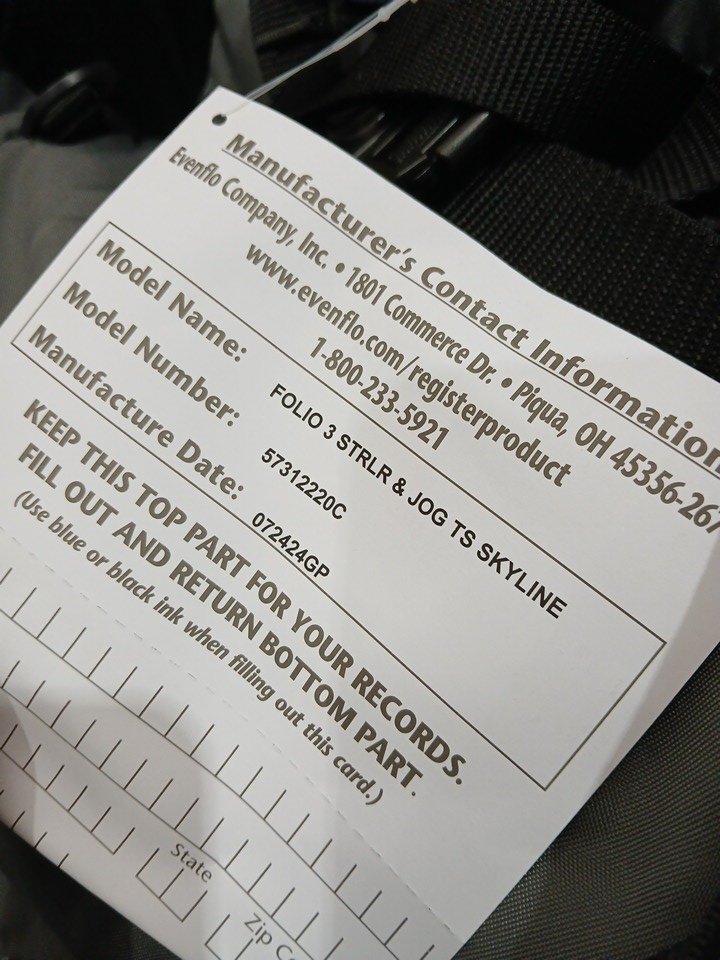 Manufacturer's Contact Information
Evenflo Company, Inc. • 1801 Commerce Dr. • Piqua, OH 45356-267
www.evenflo.com/registerproduct
1-800-233-5921
Model Name: FOLIO 3 STRLR & JOG TS SKYLINE
Model Number: 57312220C
Manufacture Date: 072424GP
KEEP THIS TOP PART FOR YOUR RECORDS.
FILL OUT AND RETURN BOTTOM PART.
(Use blue or black ink when filling out this card.)
State
Zip